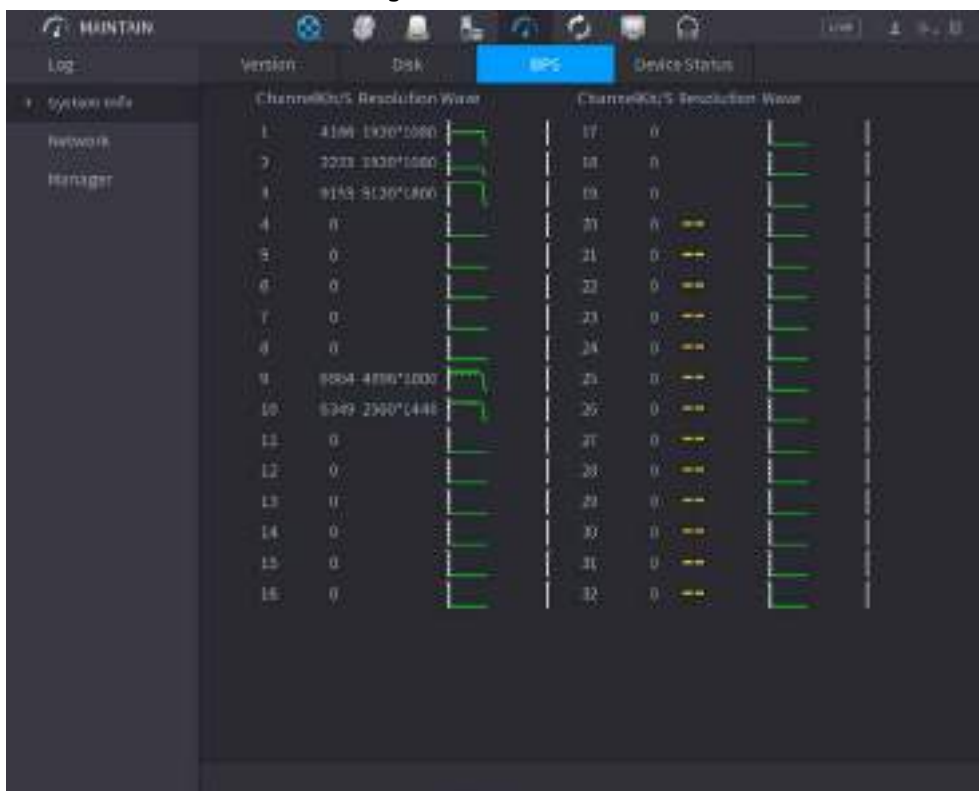 MAINTAIN LIVE
Log Version Disk BPS Device Status
System Info Channel Kb/S Resolution Wave Channel Kb/S Resolution Wave
Network
Manager
1 1920*1080 17 0
2 1920*1080 18 0
3 19 0
4 0 20 0 --
5 0 21 0 --
6 0 22 0 --
7 0 23 0 --
8 0 24 0 --
9 25 0 --
10 26 0 --
11 0 27 0 --
12 0 28 0 --
13 0 29 0 --
14 0 30 0 --
15 0 31 0 --
16 0 32 0 --